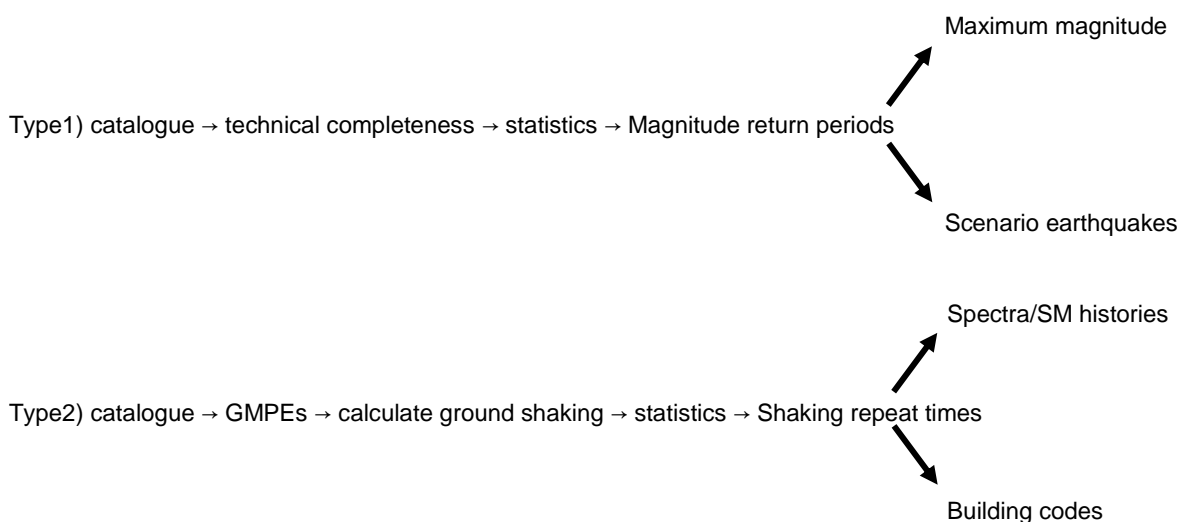 Maximum magnitude
Type1) catalogue → technical completeness → statistics → Magnitude return periods
Scenario earthquakes
Spectra/SM histories
Type2) catalogue → GMPEs → calculate ground shaking → statistics → Shaking repeat times
Building codes